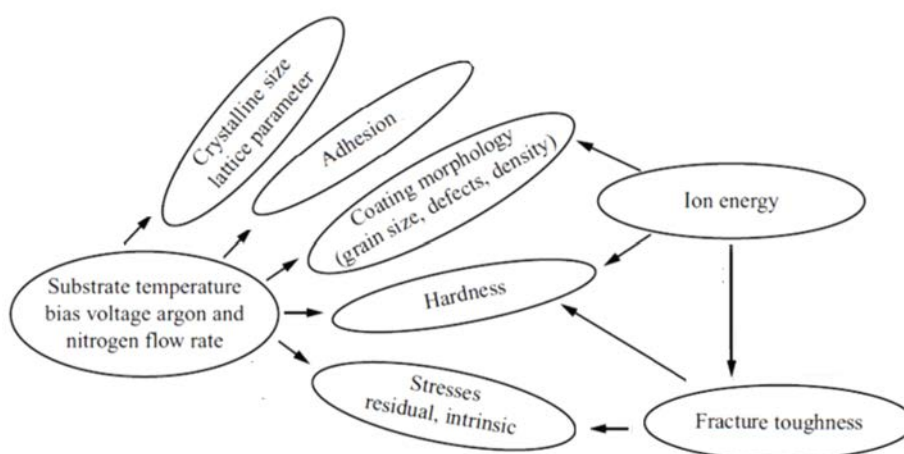 Crystalline size
lattice parameter
Adhesion
Coating morphology
(grain size, defects, density)
Ion energy
Substrate temperature
bias voltage argon and
nitrogen flow rate
Hardness
Stresses
residual, intrinsic
Fracture toughness